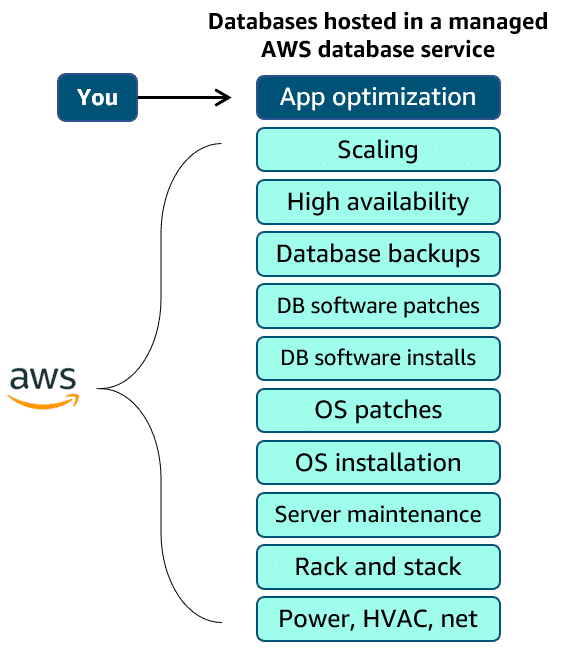 Databases hosted in a managed
AWS database service
You
App optimization
Scaling
High availability
Database backups
DB software patches
DB software installs
aws
OS patches
OS installation
Server maintenance
Rack and stack
Power, HVAC, net